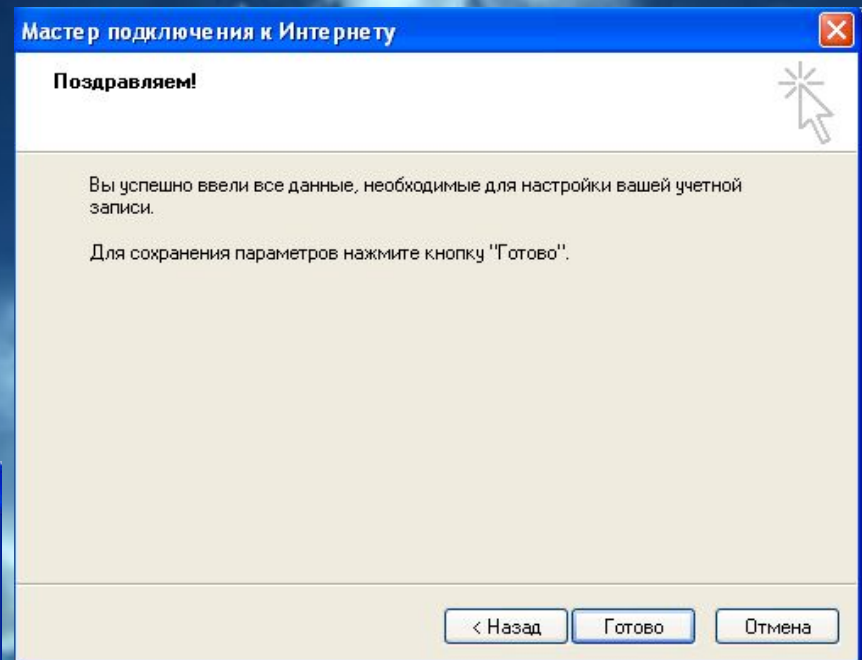 Мастер подключения к Интернету
Поздравляем!
Вы успешно ввели все данные, необходимые для настройки вашей учетной
записи.
Для сохранения параметров нажмите кнопку "Готово".
< Назад Готово Отмена